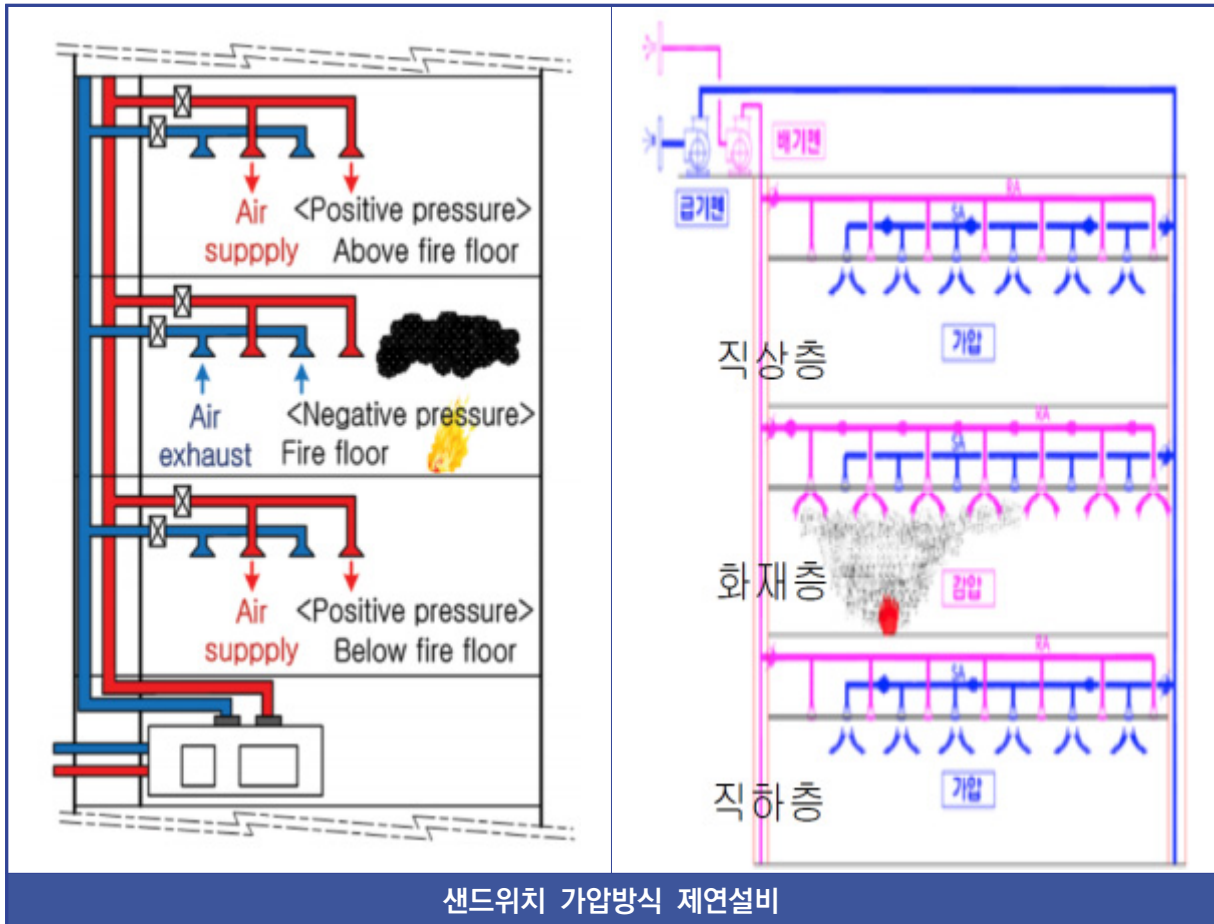 Air
suppply
<Positive pressure>
Above fire floor
Air
exhaust
<Negative pressure>
Fire floor
Air
suppply
<Positive pressure>
Below fire floor
배기팬
급기팬
RA
SA
가압
직상층
RA
SA
화재층
감압
RA
SA
가압
직하층
샌드위치 가압방식 제연설비